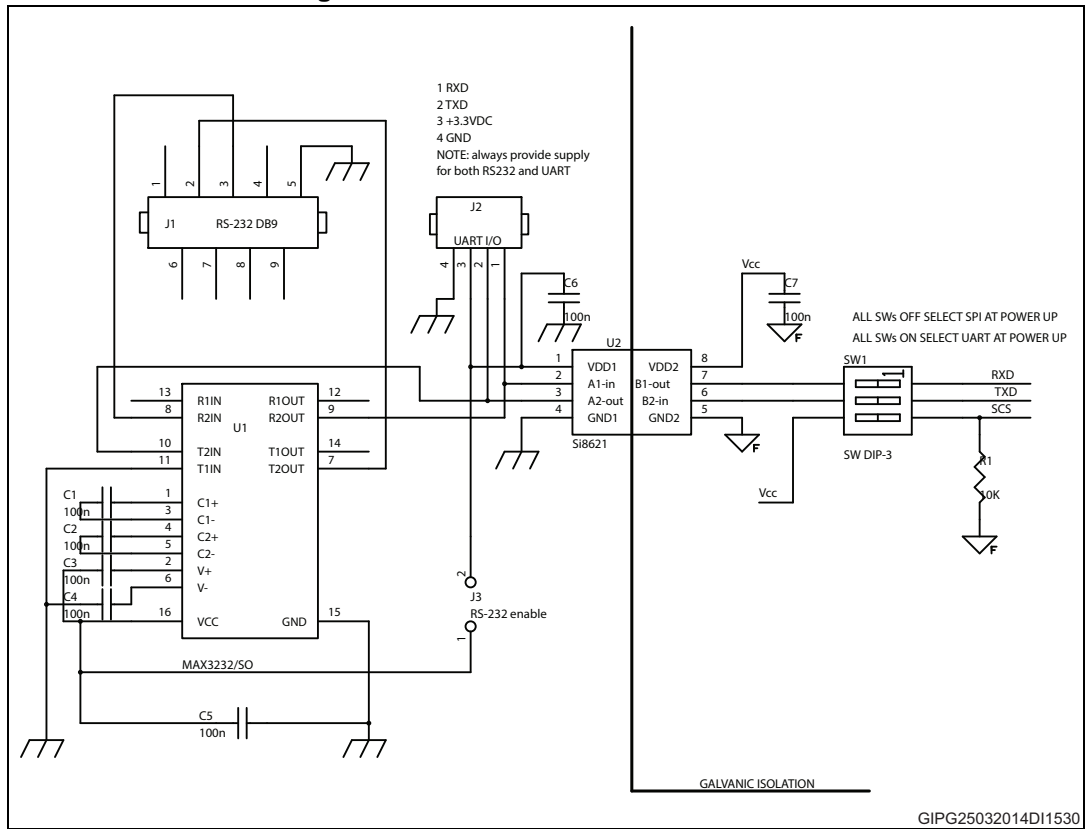 1 RXD
2 TXD
3 +3.3VDC
4 GND
NOTE: always provide supply
for both RS232 and UART
1
2
3
4
5
J1
RS-232 DB9
6
7
8
9
J2
UART I/O
4
3
2
1
C6
100n
Vcc
C7
100n
F
ALL SWs OFF SELECT SPI AT POWER UP
ALL SWs ON SELECT UART AT POWER UP
U2
1
2
3
4
VDD1
A1-in
A2-out
GND1
VDD2
B1-out
B2-in
GND2
8
7
6
5
Si8621
F
SW1
1
SW DIP-3
RXD
TXD
SCS
Vcc
R1
10K
F
U1
13
8
10
11
1
3
4
5
2
6
16
R1IN
R2IN
T2IN
T1IN
C1+
C1-
C2+
C2-
V+
V-
VCC
R1OUT
R2OUT
T1OUT
T2OUT
GND
12
9
14
7
15
C1
100n
C2
100n
C3
100n
C4
100n
2
J3
RS-232 enable
1
MAX3232/SO
C5
100n
GALVANIC ISOLATION
GIPG25032014DI1530